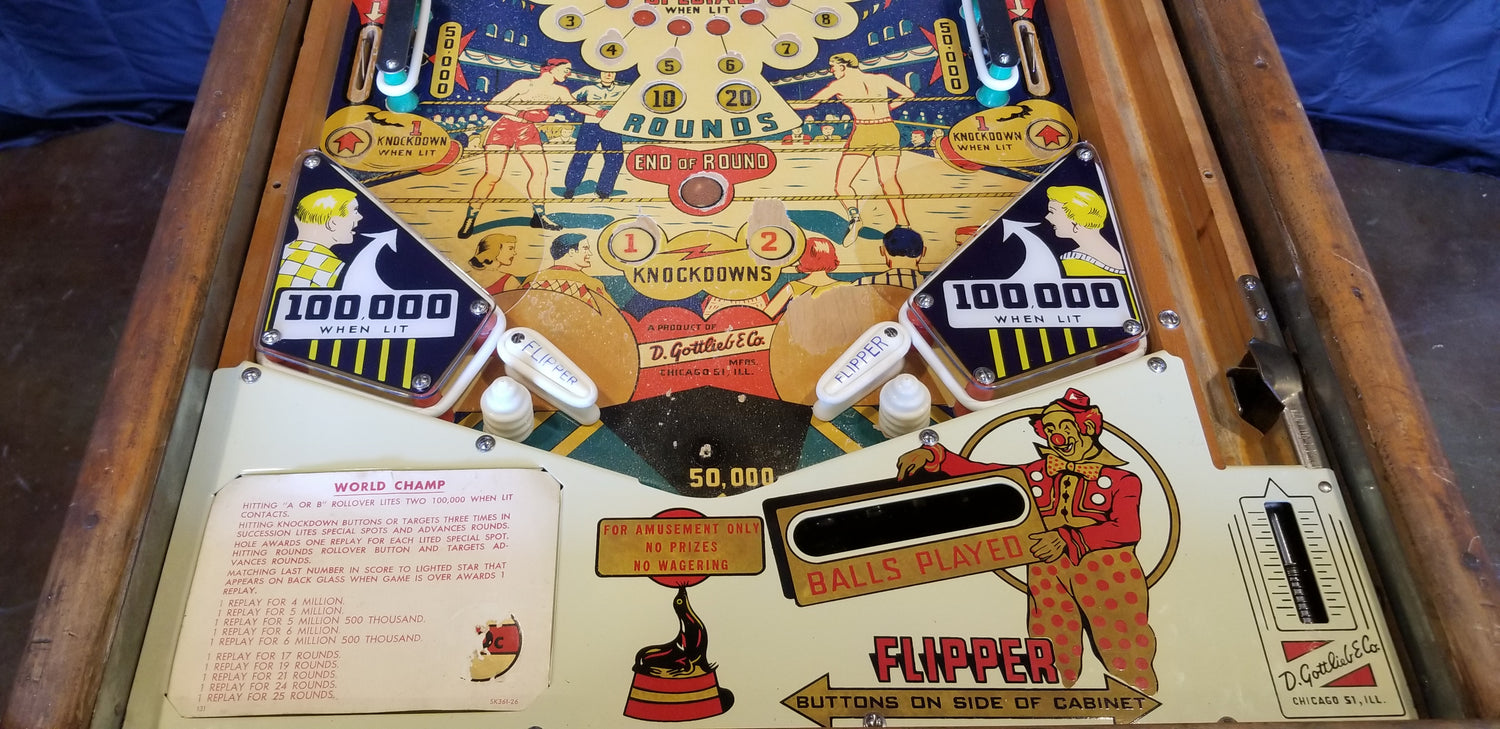 SPECIAL
WHEN LIT
3
8
4
7
5
6
10
20
ROUNDS
50,000
50,000
1
KNOCKDOWN
WHEN LIT
1
KNOCKDOWN
WHEN LIT
END OF ROUND
1
2
KNOCKDOWNS
100,000
WHEN LIT
100,000
WHEN LIT
A PRODUCT OF
D. Gottlieb & Co.
MFRS.
CHICAGO 51, ILL.
FLIPPER
FLIPPER
50,000
WORLD CHAMP
HITTING "A OR B" ROLLOVER LITES TWO 100,000 WHEN LIT
CONTACTS.
HITTING KNOCKDOWN BUTTONS OR TARGETS THREE TIMES IN
SUCCESSION LITES SPECIAL SPOTS AND ADVANCES ROUNDS.
HOLE AWARDS ONE REPLAY FOR EACH LITED SPECIAL SPOT.
HITTING ROUNDS ROLLOVER BUTTON AND TARGETS AD-
VANCES ROUNDS.
MATCHING LAST NUMBER IN SCORE TO LIGHTED STAR THAT
APPEARS ON BACK GLASS WHEN GAME IS OVER AWARDS 1
REPLAY.
1 REPLAY FOR 4 MILLION.
1 REPLAY FOR 5 MILLION.
1 REPLAY FOR 5 MILLION 500 THOUSAND.
1 REPLAY FOR 6 MILLION.
1 REPLAY FOR 6 MILLION 500 THOUSAND.
1 REPLAY FOR 17 ROUNDS.
1 REPLAY FOR 19 ROUNDS.
1 REPLAY FOR 21 ROUNDS.
1 REPLAY FOR 24 ROUNDS.
1 REPLAY FOR 25 ROUNDS.
131
SK361-26
FOR AMUSEMENT ONLY
NO PRIZES
NO WAGERING
BALLS PLAYED
FLIPPER
BUTTONS ON SIDE OF CABINET
D. Gottlieb & Co.
CHICAGO 51, ILL.